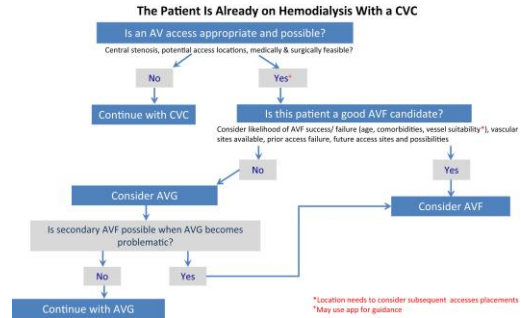 The Patient Is Already on Hemodialysis With a CVC
Is an AV access appropriate and possible?
Central stenosis, potential access locations, medically & surgically feasible?
No
Yes⁺
Continue with CVC
Is this patient a good AVF candidate?
Consider likelihood of AVF success/ failure (age, comorbidities, vessel suitability*), vascular
sites available, prior access failure, future access sites and possibilities
No
Yes
Consider AVG
Consider AVF
Is secondary AVF possible when AVG becomes
problematic?
No
Yes
Continue with AVG
*Location needs to consider subsequent accesses placements
⁺May use app for guidance